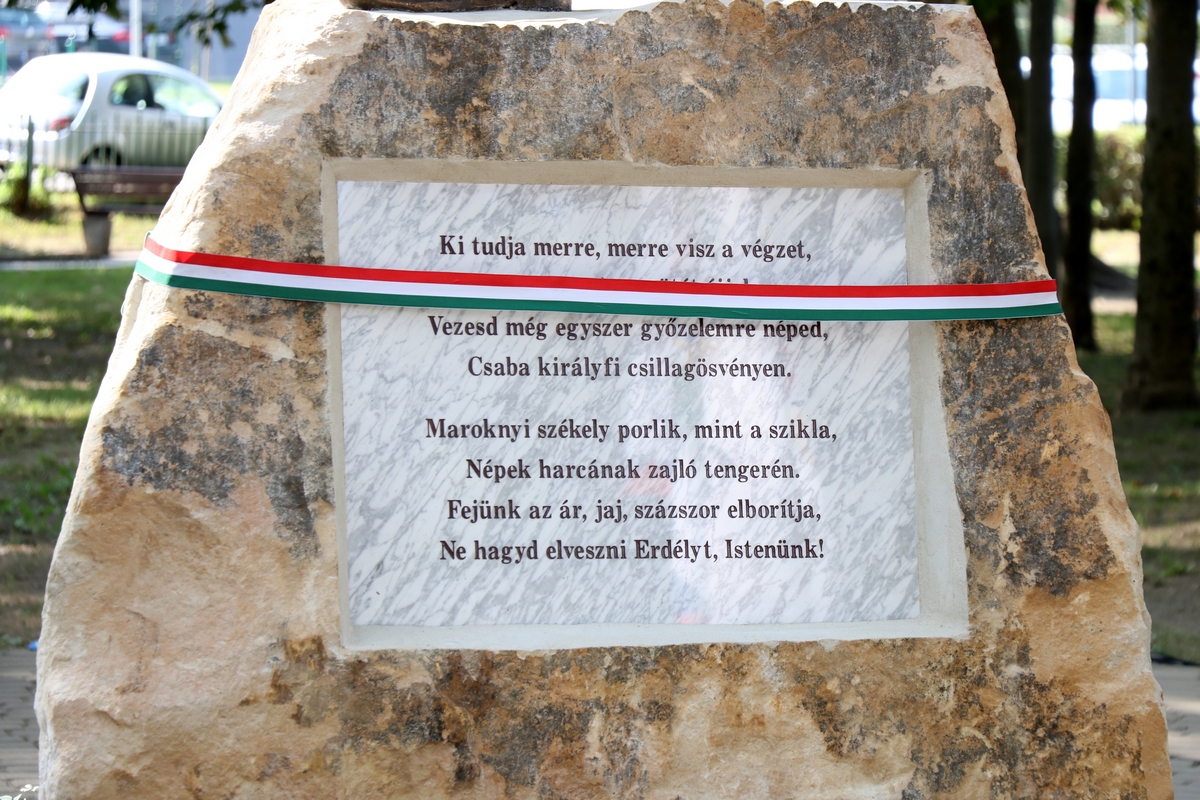 Ki tudja merre, merre visz a végzet,
Vezesd még egyszer győzelemre néped,
Csaba királyfi csillagösvényen.
Maroknyi székely porlik, mint a szikla,
Népek harcának zajló tengerén.
Fejünk az ár, jaj, százszor elborítja,
Ne hagyd elveszni Erdélyt, Istenünk!